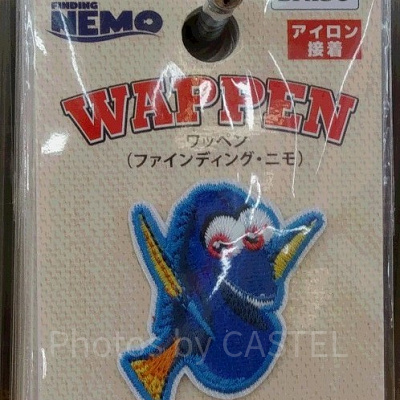 FINDING
NEMO
アイロン
接着
WAPPEN
ワッペン
(ファインディング・ニモ)
Photos by CASTEL